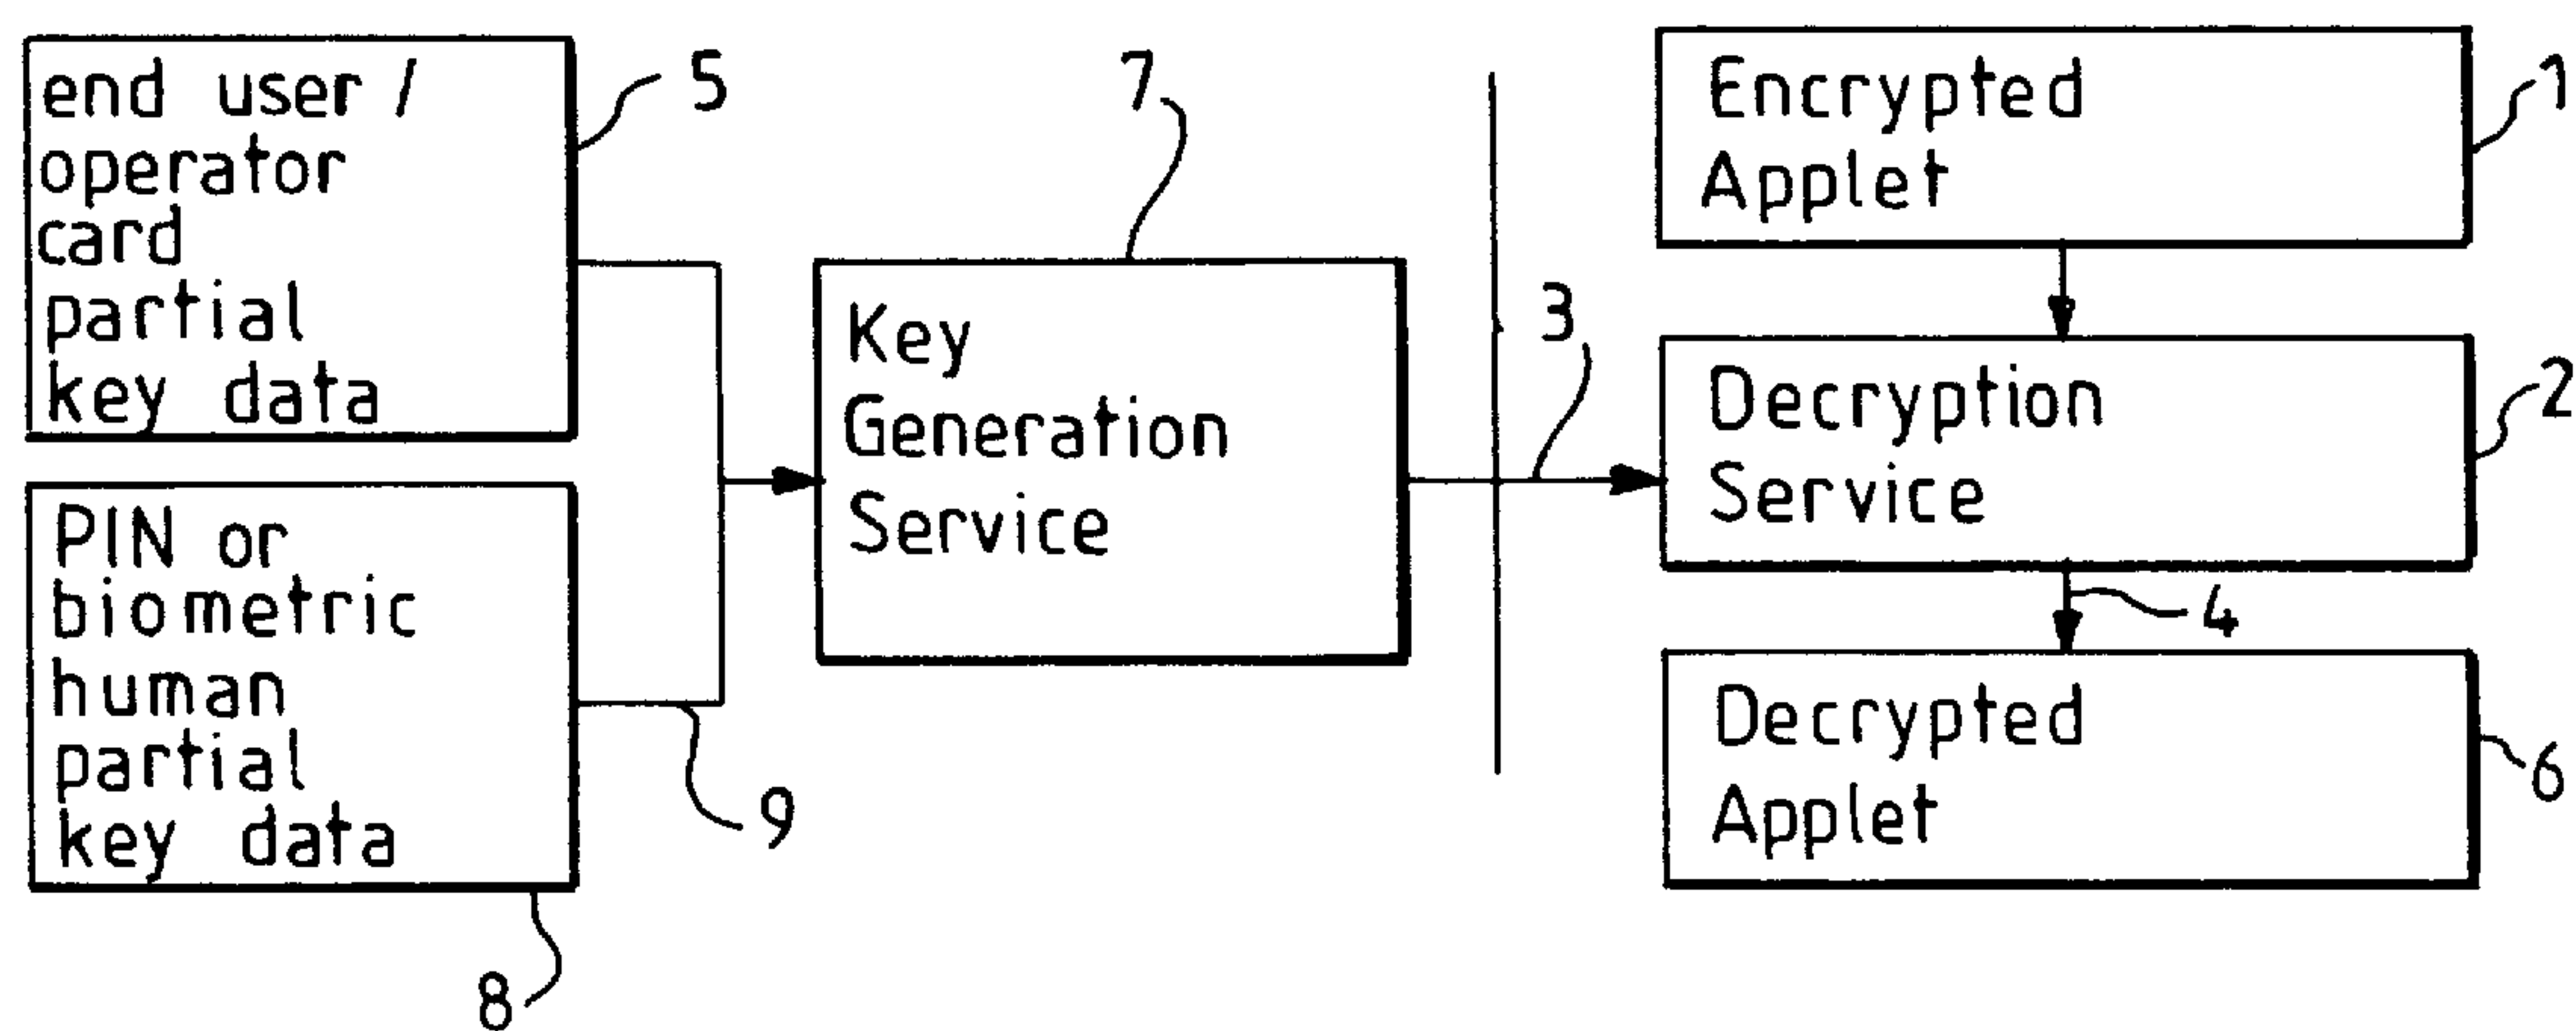 end user /
operator
card
partial
key data
5
PIN or
biometric
human
partial
key data
8
9
7
Key
Generation
Service
3
Encrypted
Applet
1
Decryption
Service
2
4
Decrypted
Applet
6